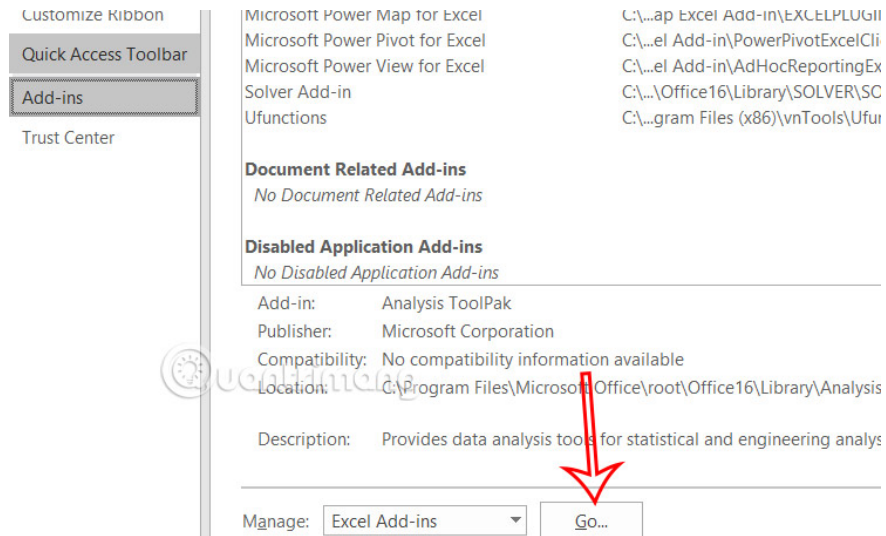 Customize Ribbon
Quick Access Toolbar
Add-ins
Trust Center
Microsoft Power Map for Excel C:\...ap Excel Add-in\EXCELPLUGI
Microsoft Power Pivot for Excel C:\...el Add-in\PowerPivotExcelCli
Microsoft Power View for Excel C:\...el Add-in\AdHocReportingEx
Solver Add-in C:\...\Office16\Library\SOLVER\SO
Ufunctions C:\...gram Files (x86)\vnTools\Ufu
Document Related Add-ins
No Document Related Add-ins
Disabled Application Add-ins
No Disabled Application Add-ins
Add-in: Analysis ToolPak
Publisher: Microsoft Corporation
Compatibility: No compatibility information available
Location: C:\Program Files\Microsoft Office\root\Office16\Library\Analysis
Quantrimang
Description: Provides data analysis tools for statistical and engineering analys
Manage: Excel Add-ins Go...